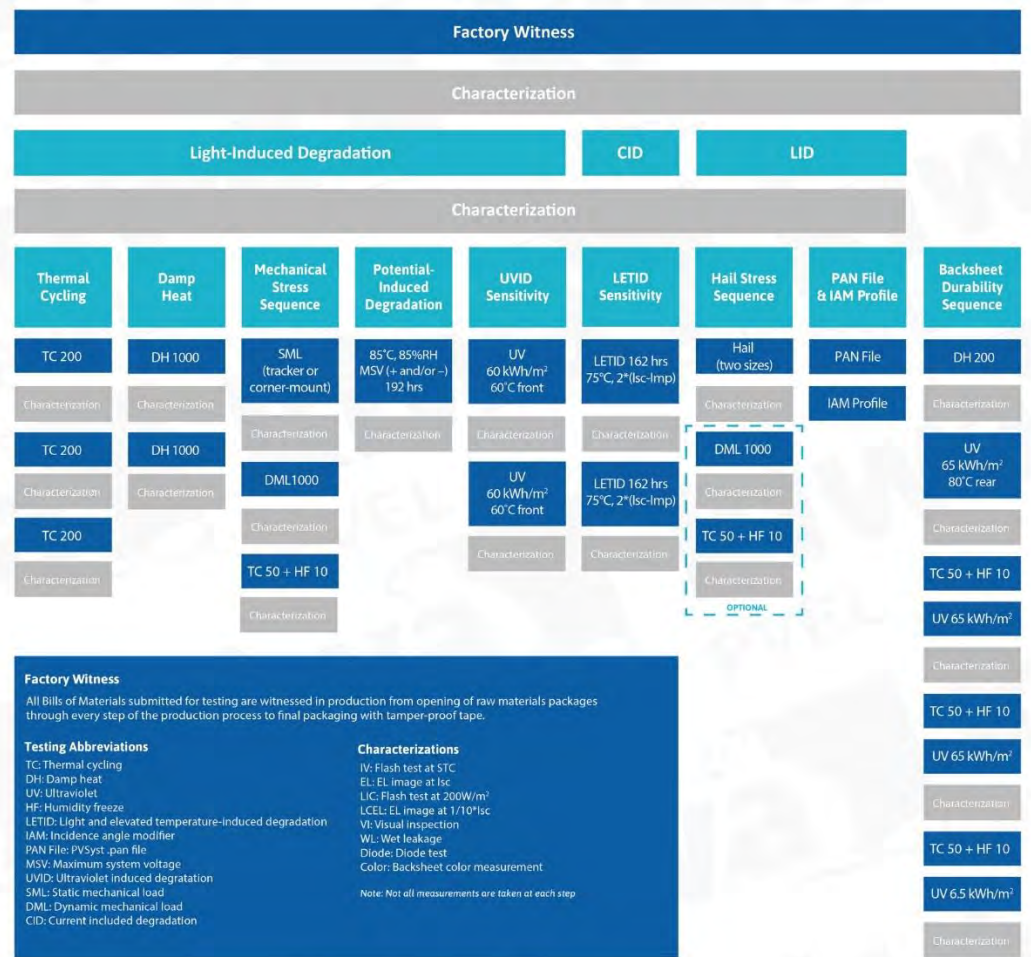 Factory Witness
Characterization
Light-Induced Degradation
CID
LID
Characterization
Thermal
Cycling
TC 200
Characterization
TC 200
Characterization
TC 200
Characterization
Damp
Heat
DH 1000
Characterization
DH 1000
Characterization
Mechanical
Stress
Sequence
SML
(tracker or
corner-mount)
Characterization
DML1000
Characterization
TC 50 + HF 10
Characterization
Potential-
Induced
Degradation
85°C, 85%RH
MSV (+ and/or –)
192 hrs
Characterization
UVID
Sensitivity
UV
60 kWh/m²
60°C front
Characterization
UV
60 kWh/m²
60°C front
Characterization
LETID
Sensitivity
LETID 162 hrs
75°C, 2*(Isc-Imp)
Characterization
LETID 162 hrs
75°C, 2*(Isc-Imp)
Characterization
Hail Stress
Sequence
Hail
(two sizes)
Characterization
DML 1000
Characterization
TC 50 + HF 10
Characterization
OPTIONAL
PAN File
& IAM Profile
PAN File
IAM Profile
Backsheet
Durability
Sequence
DH 200
Characterization
UV
65 kWh/m²
80°C rear
Characterization
TC 50 + HF 10
UV 65 kWh/m²
Characterization
TC 50 + HF 10
UV 65 kWh/m²
Characterization
TC 50 + HF 10
UV 6.5 kWh/m²
Characterization
Factory Witness
All Bills of Materials submitted for testing are witnessed in production from opening of raw materials packages
through every step of the production process to final packaging with tamper-proof tape.
Testing Abbreviations
TC: Thermal cycling
DH: Damp heat
UV: Ultraviolet
HF: Humidity freeze
LETID: Light and elevated temperature-induced degradation
IAM: Incidence angle modifier
PAN File: PVSyst .pan file
MSV: Maximum system voltage
UVID: Ultraviolet induced degratation
SML: Static mechanical load
DML: Dynamic mechanical load
CID: Current included degradation
Characterizations
IV: Flash test at STC
EL: EL image at Isc
LIC: Flash test at 200W/m²
LCEL: EL image at 1/10*Isc
VI: Visual inspection
WL: Wet leakage
Diode: Diode test
Color: Backsheet color measurement
Note: Not all measurements are taken at each step